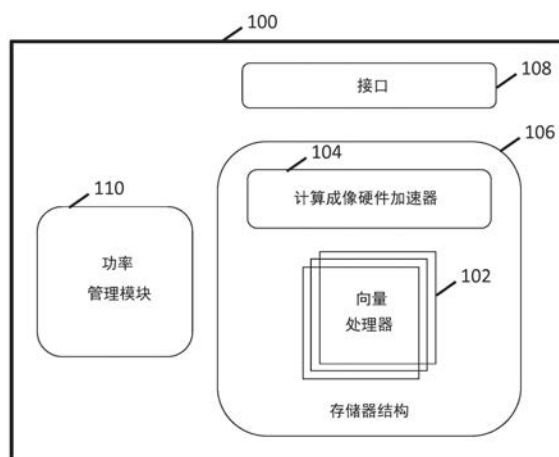 100
108
接口
106
104
计算成像硬件加速器
110
功率
管理模块
102
向量
处理器
存储器结构